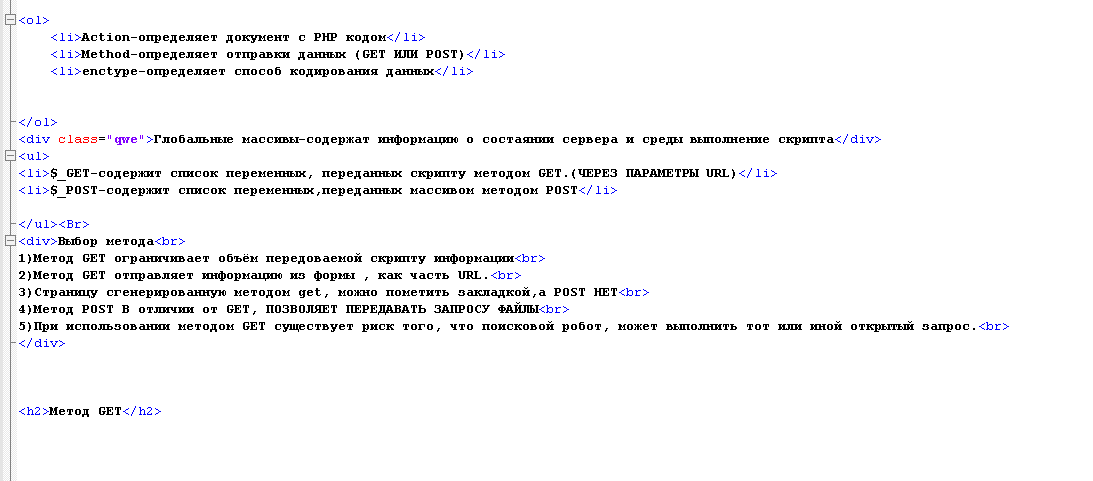 <ol>
<li>Action-определяет документ с PHP кодом</li>
<li>Method-определяет отправки данных (GET ИЛИ POST)</li>
<li>enctype-определяет способ кодирования данных</li>
</ol>
<div class="qwe">Глобальные массивы-содержат информацию о состоянии сервера и среды выполнение скрипта</div>
<ul>
<li>$_GET-содержит список переменных, переданных скрипту методом GET.(ЧЕРЕЗ ПАРАМЕТРЫ URL)</li>
<li>$_POST-содержит список переменных,переданных массивом методом POST</li>
</ul><Br>
<div>Выбор метода<br>
1)Метод GET ограничивает объём передоваемой скрипту информации<br>
2)Метод GET отправляет информацию из формы , как часть URL.<br>
3)Страницу сгенерированную методом get, можно пометить закладкой,а POST НЕТ<br>
4)Метод POST В отличии от GET, ПОЗВОЛЯЕТ ПЕРЕДАВАТЬ ЗАПРОСУ ФАЙЛЫ<br>
5)При использовании методом GET существует риск того, что поисковой робот, может выполнить тот или иной открытый запрос.<br>
</div>
<h2>Метод GET</h2>